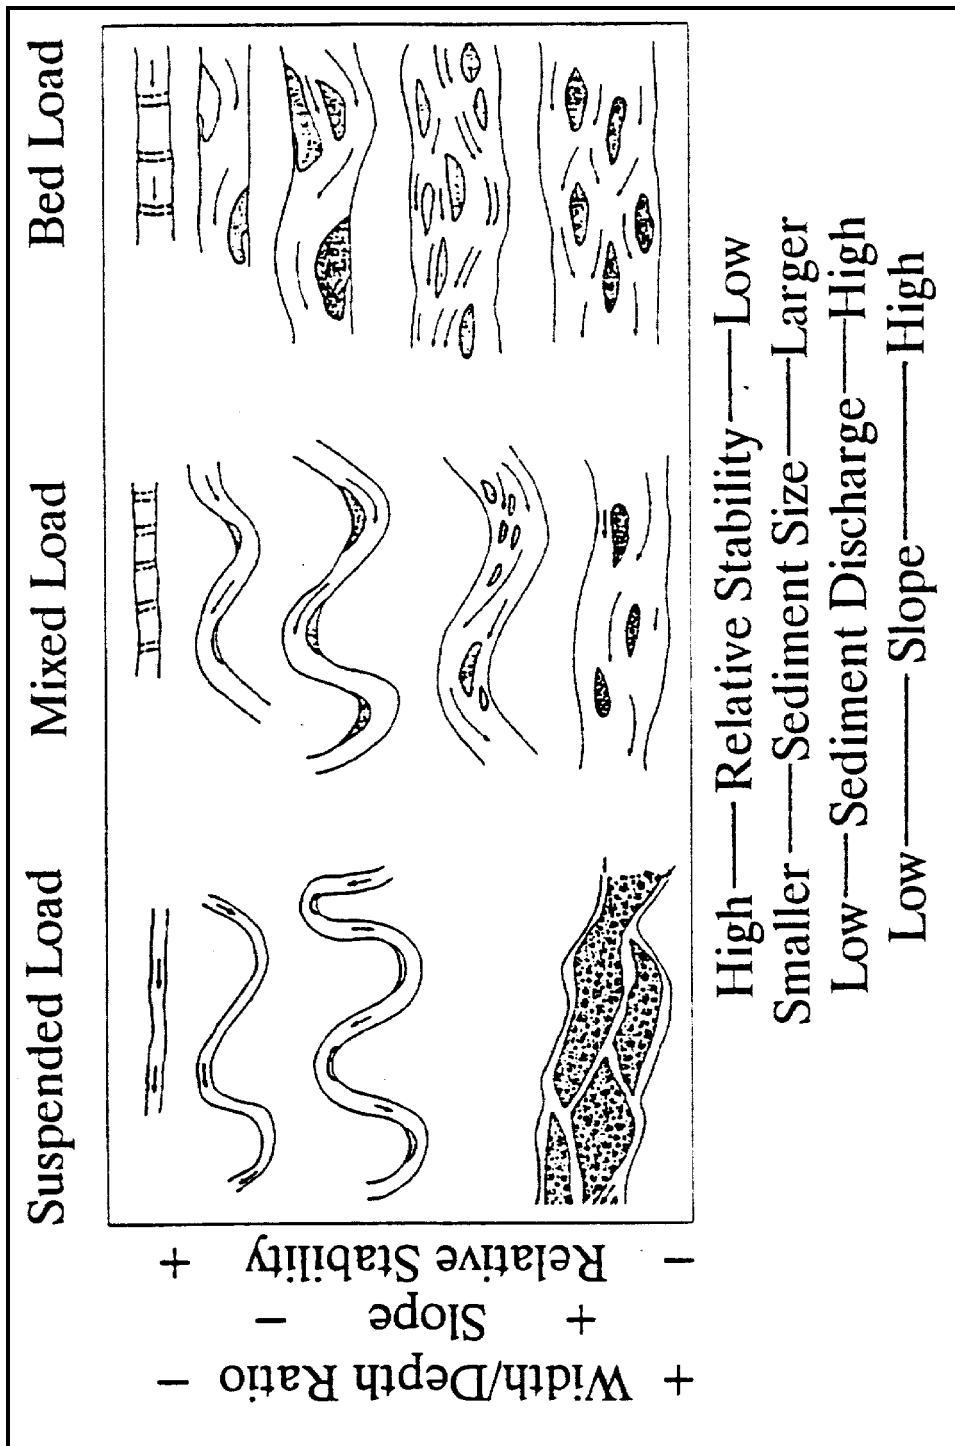 Suspended Load Mixed Load Bed Load
+ Width/Depth Ratio −
+ Slope −
− Relative Stability +
High — Relative Stability — Low
Smaller — Sediment Size — Larger
Low — Sediment Discharge — High
Low — Slope — High